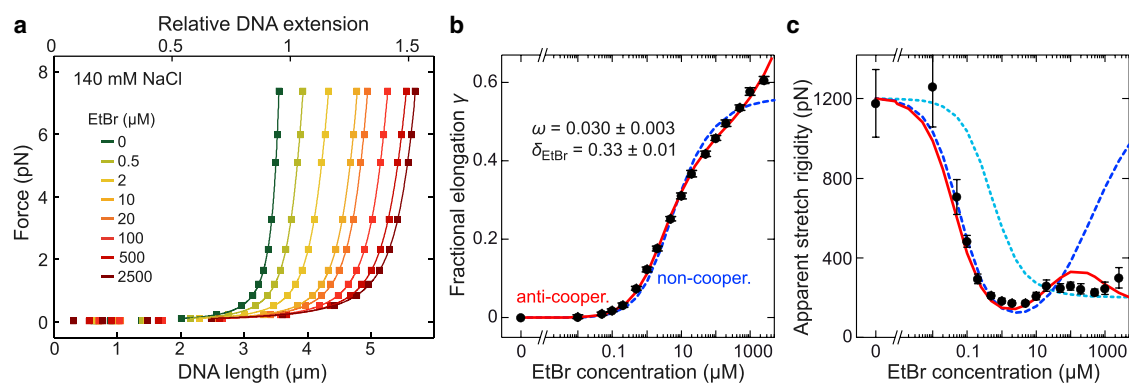 a
Relative DNA extension
0 0.5 1 1.5
8
6
4
2
0
Force (pN)
140 mM NaCl
EtBr (µM)
0
0.5
2
10
20
100
500
2500
0 1 2 3 4 5
DNA length (µm)
b
0.6
0.4
0.2
0
Fractional elongation γ
ω = 0.030 ± 0.003
δEtBr = 0.33 ± 0.01
anti-cooper.
non-cooper.
0 0.1 10 1000
EtBr concentration (µM)
c
1200
800
400
0
Apparent stretch rigidity (pN)
0 0.1 10 1000
EtBr concentration (µM)